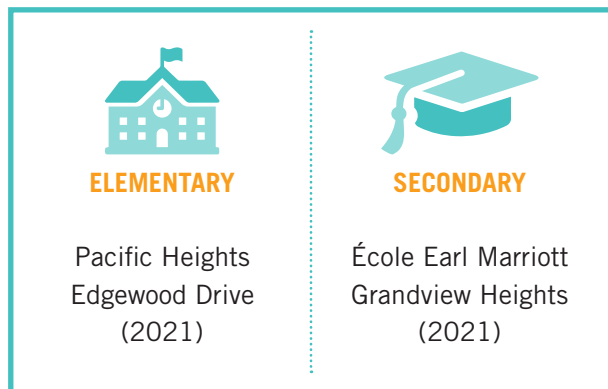 ELEMENTARY
Pacific Heights
Edgewood Drive
(2021)
SECONDARY
École Earl Marriott
Grandview Heights
(2021)